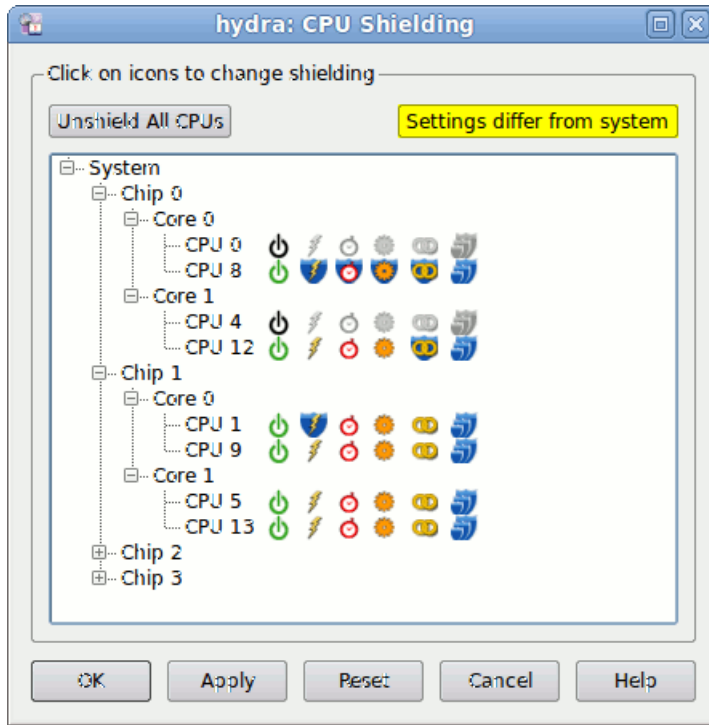 hydra: CPU Shielding
Click on icons to change shielding
Unshield All CPUs
Settings differ from system
System
Chip 0
Core 0
CPU 0
CPU 8
Core 1
CPU 4
CPU 12
Chip 1
Core 0
CPU 1
CPU 9
Core 1
CPU 5
CPU 13
Chip 2
Chip 3
OK
Apply
Reset
Cancel
Help